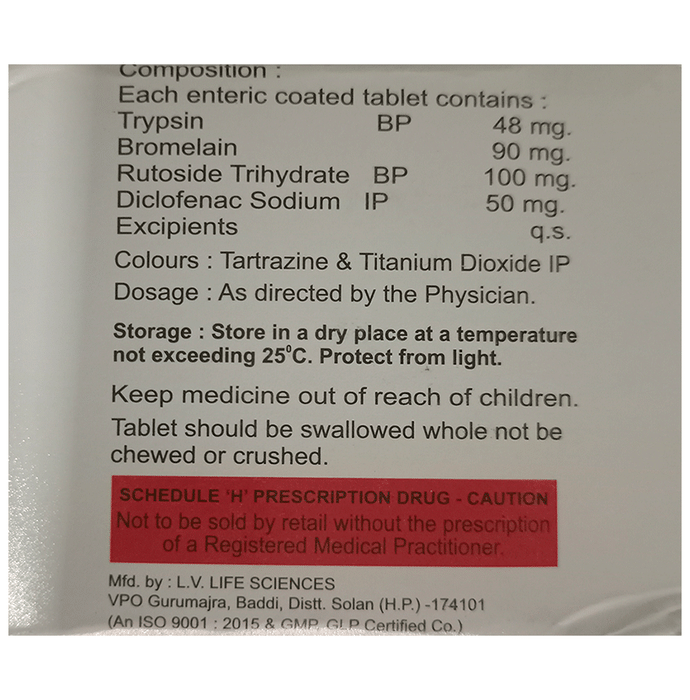 Composition :
Each enteric coated tablet contains :
Trypsin BP 48 mg.
Bromelain 90 mg.
Rutoside Trihydrate BP 100 mg.
Diclofenac Sodium IP 50 mg.
Excipients q.s.
Colours : Tartrazine & Titanium Dioxide IP
Dosage : As directed by the Physician.
Storage : Store in a dry place at a temperature
not exceeding 25⁰C. Protect from light.
Keep medicine out of reach of children.
Tablet should be swallowed whole not be
chewed or crushed.
SCHEDULE 'H' PRESCRIPTION DRUG - CAUTION
Not to be sold by retail without the prescription
of a Registered Medical Practitioner.
Mfd. by : L.V. LIFE SCIENCES
VPO Gurumajra, Baddi, Distt. Solan (H.P.) -174101
(An ISO 9001 : 2015 & GMP, GLP Certified Co.)